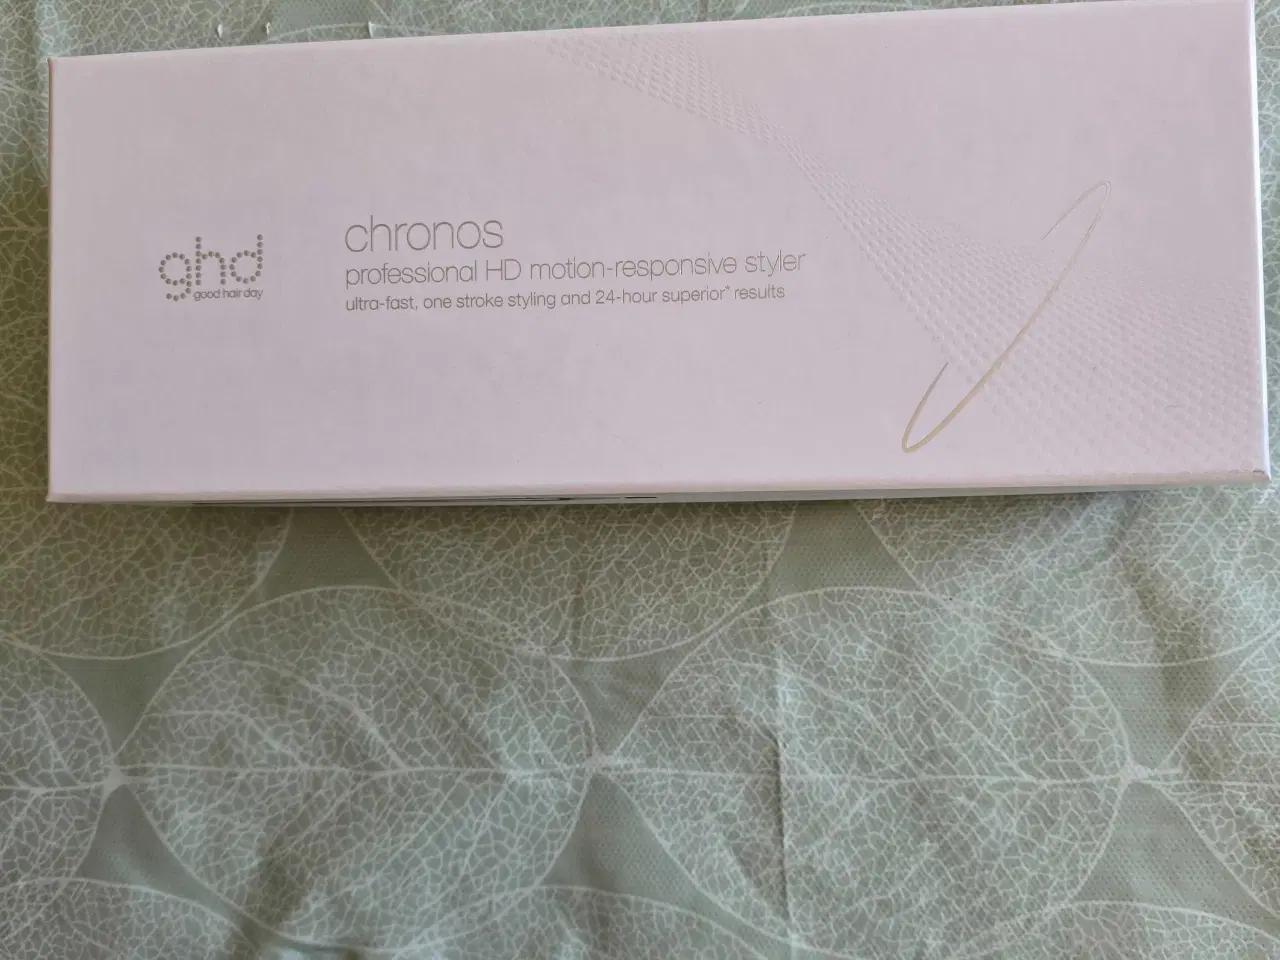 ghd
good hair day
chronos
professional HD motion-responsive styler
ultra-fast, one stroke styling and 24-hour superior* results